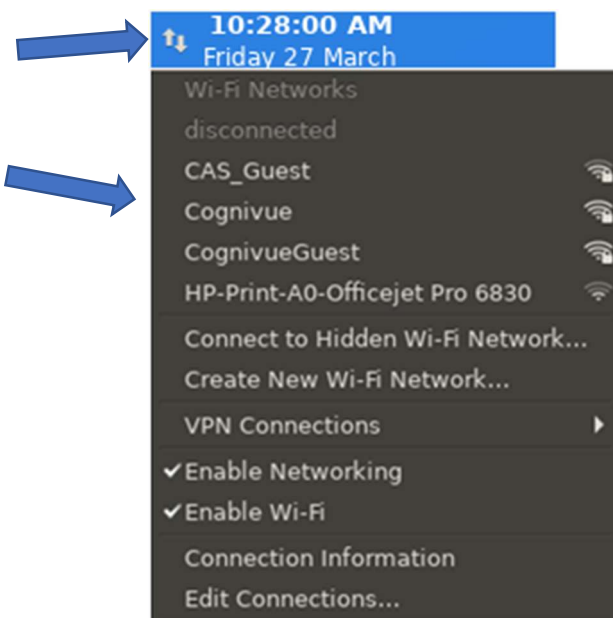 10:28:00 AM
Friday 27 March
Wi-Fi Networks
disconnected
CAS_Guest
Cognivue
CognivueGuest
HP-Print-A0-Officejet Pro 6830
Connect to Hidden Wi-Fi Network...
Create New Wi-Fi Network...
VPN Connections
Enable Networking
Enable Wi-Fi
Connection Information
Edit Connections...